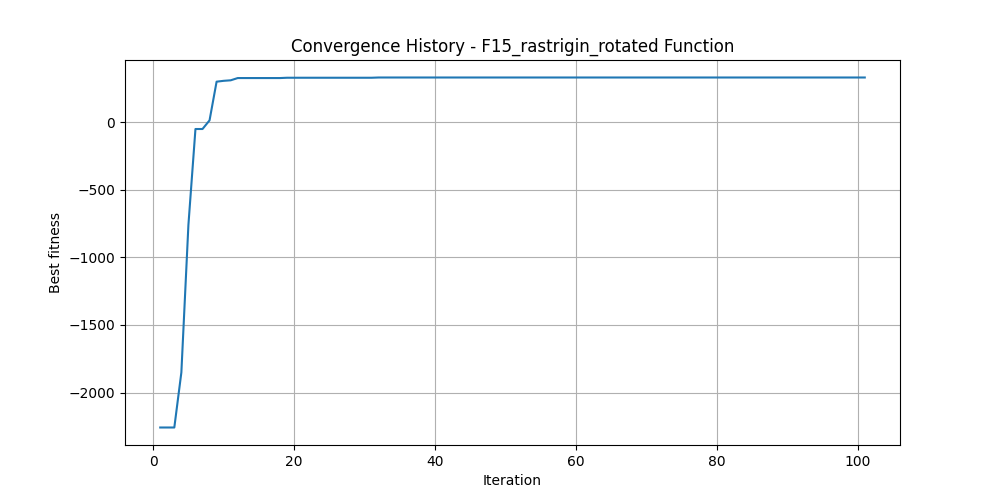 Convergence History - F15_rastrigin_rotated Function
Best fitness
0
−500
−1000
−1500
−2000
0 20 40 60 80 100
Iteration